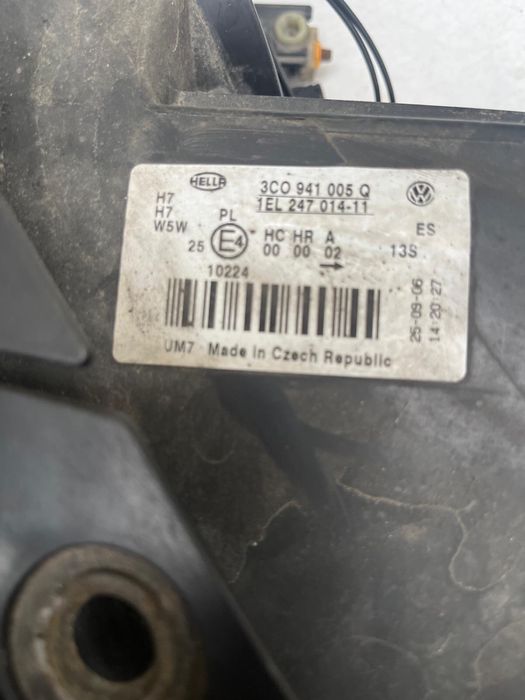 HELLA
3C0 941 005 Q
1EL 247 014-11
H7
H7
W5W
PL
25
E4
HC HR A
00 00 02
→
ES
13S
10224
25-09-06
14:20:27
UM7 Made in Czech Republic